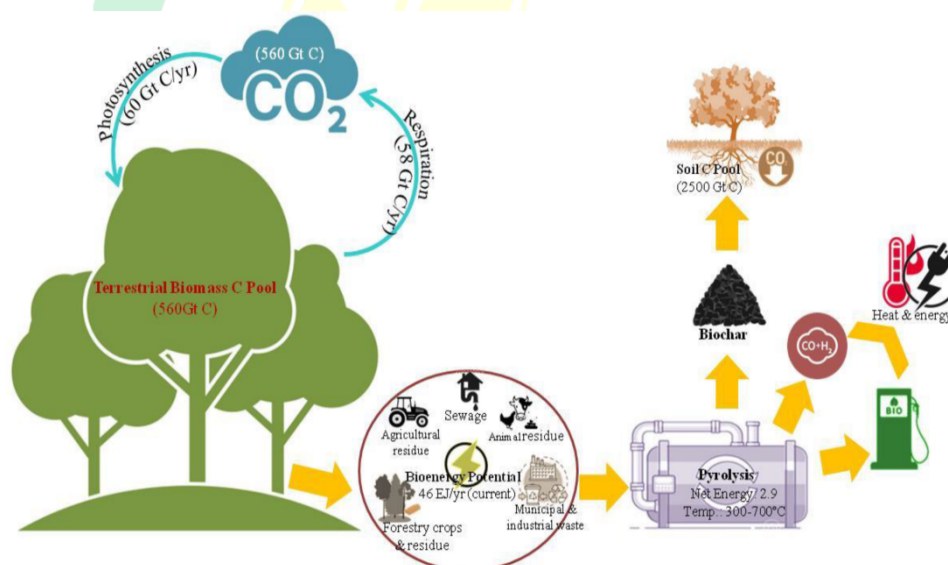 (560 Gt C)
CO₂
Photosynthesis
(60 Gt C/yr)
Respiration
(58 Gt C/yr)
Terrestrial Biomass C Pool
(560Gt C)
Sewage
Agricultural
residue
Animal residue
Bioenergy Potential
46 EJ/yr (current)
Forestry crops
& residue
Municipal &
industrial waste
CO
Soil C Pool
(2500 Gt C)
Biochar
CO+H₂
Heat & energy
BIO
Pyrolysis
Net Energy/ 2.9
Temp.: 300-700°C